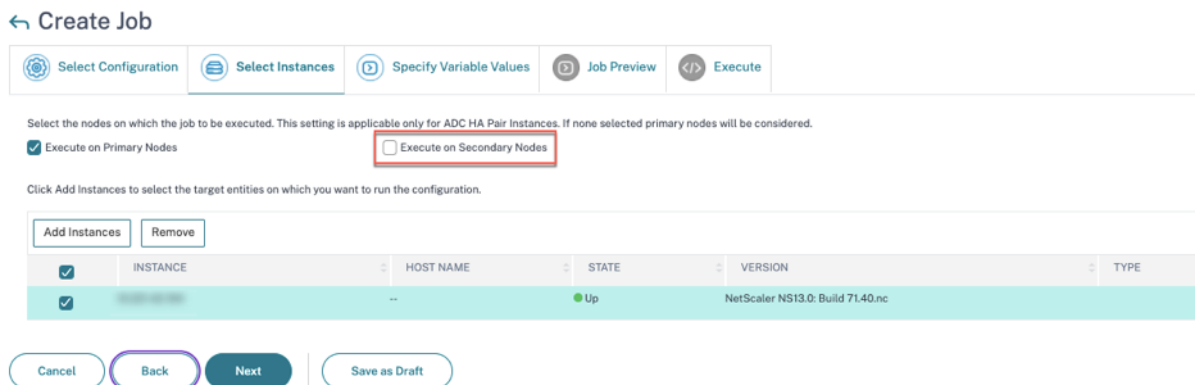 Create Job
Select Configuration Select Instances Specify Variable Values Job Preview Execute
Select the nodes on which the job to be executed. This setting is applicable only for ADC HA Pair Instances. If none selected primary nodes will be considered.
Execute on Primary Nodes Execute on Secondary Nodes
Click Add Instances to select the target entities on which you want to run the configuration.
Add Instances Remove
INSTANCE HOST NAME STATE VERSION TYPE
-- Up NetScaler NS13.0: Build 71.40.nc
Cancel Back Next Save as Draft